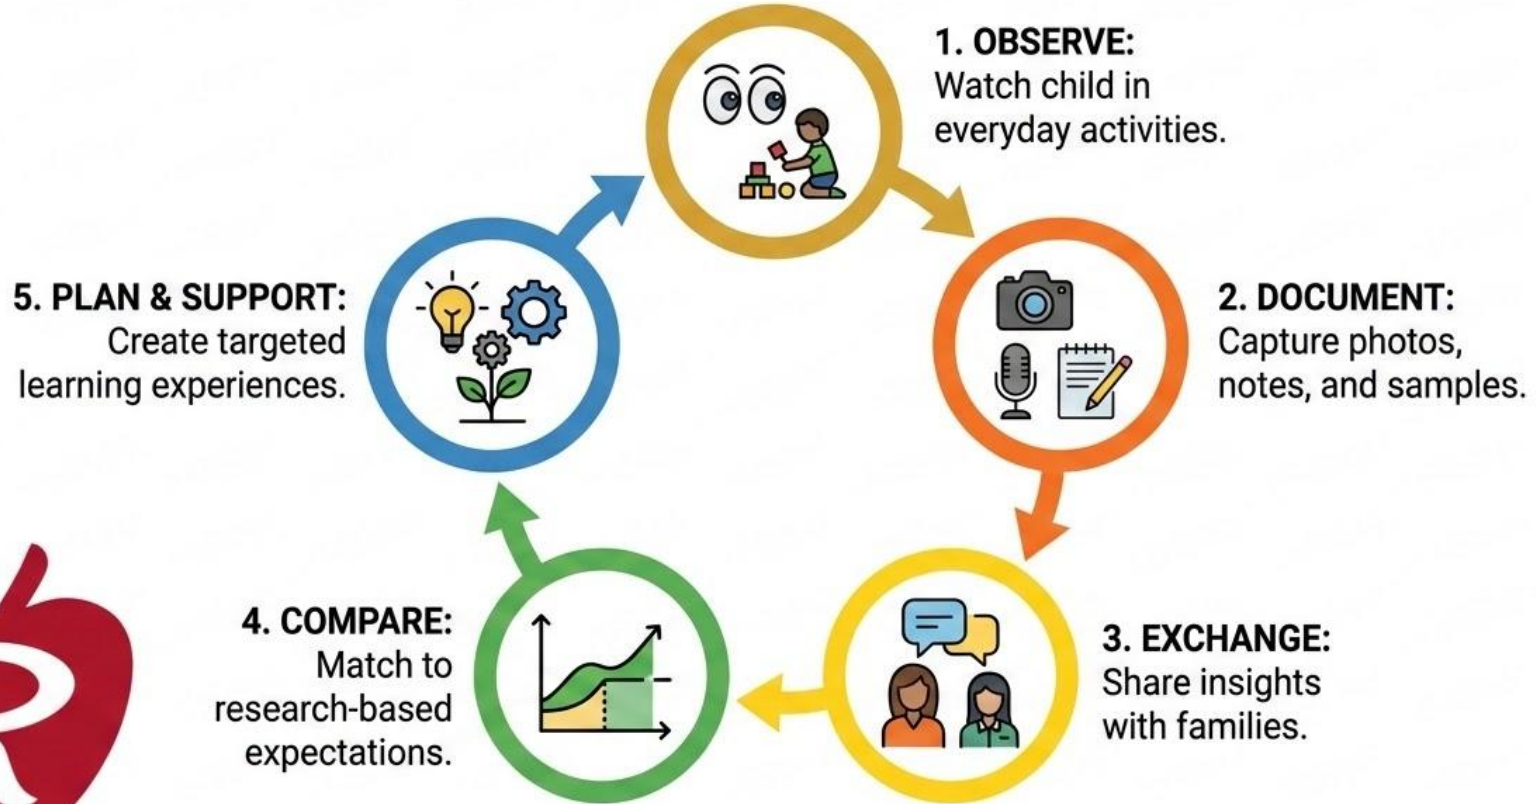 1. OBSERVE:
Watch child in
everyday activities.
2. DOCUMENT:
Capture photos,
notes, and samples.
3. EXCHANGE:
Share insights
with families.
4. COMPARE:
Match to
research-based
expectations.
5. PLAN & SUPPORT:
Create targeted
learning experiences.